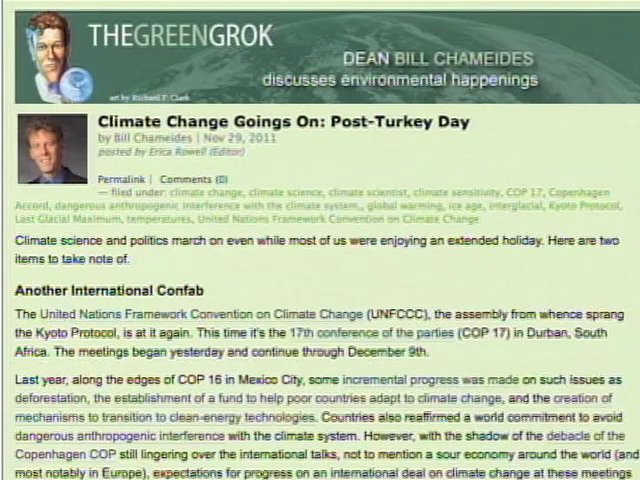 THEGREENGROK
DEAN BILL CHAMEIDES
discusses environmental happenings
art by Richard P. Clark
Climate Change Goings On: Post-Turkey Day
by Bill Chameides | Nov 29, 2011
posted by Erica Rowell (Editor)
Permalink | Comments (0)
— filed under: climate change, climate science, climate scientist, climate sensitivity, COP 17, Copenhagen
Accord, dangerous anthropogenic interference with the climate system,, global warming, ice age, interglacial, Kyoto Protocol,
Last Glacial Maximum, temperatures, United Nations Framework Convention on Climate Change
Climate science and politics march on even while most of us were enjoying an extended holiday. Here are two
items to take note of.
Another International Confab
The United Nations Framework Convention on Climate Change (UNFCCC), the assembly from whence sprang
the Kyoto Protocol, is at it again. This time it's the 17th conference of the parties (COP 17) in Durban, South
Africa. The meetings began yesterday and continue through December 9th.
Last year, along the edges of COP 16 in Mexico City, some incremental progress was made on such issues as
deforestation, the establishment of a fund to help poor countries adapt to climate change, and the creation of
mechanisms to transition to clean-energy technologies. Countries also reaffirmed a world commitment to avoid
dangerous anthropogenic interference with the climate system. However, with the shadow of the debacle of the
Copenhagen COP still lingering over the international talks, not to mention a sour economy around the world (and
most notably in Europe), expectations for progress on an international deal on climate change at these meetings